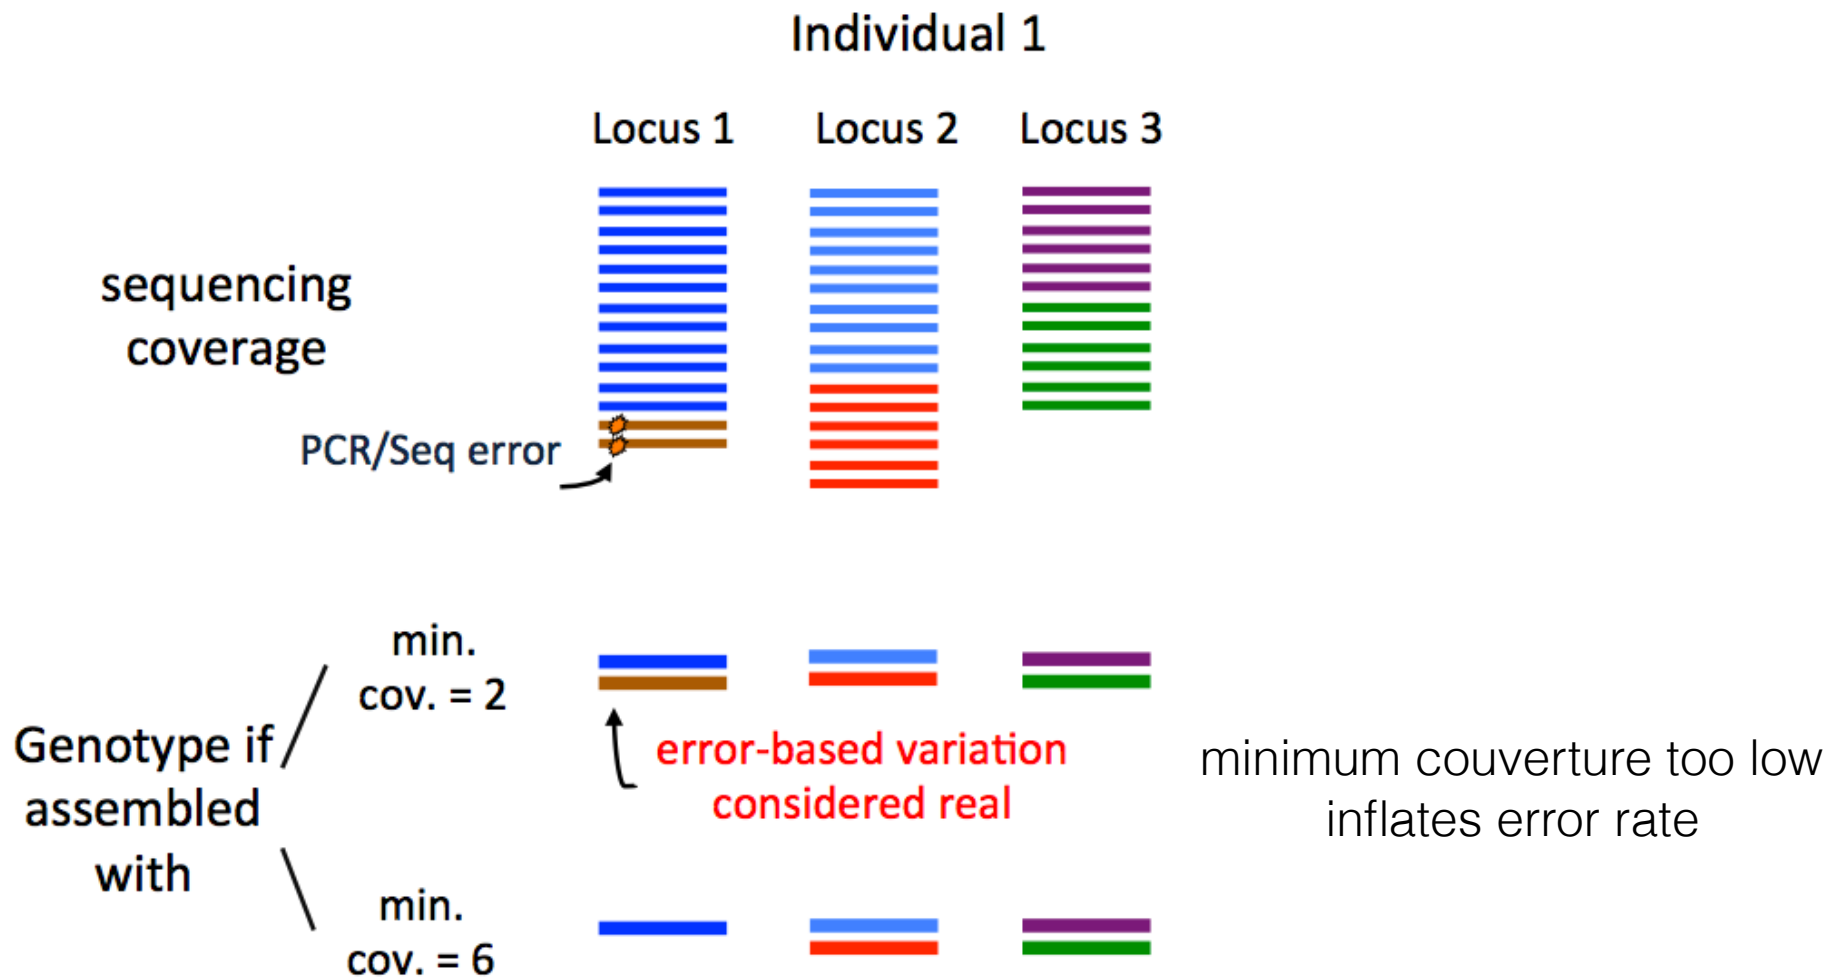 Individual 1
Locus 1
Locus 2
Locus 3
sequencing
coverage
PCR/Seq error
min.
cov. = 2
Genotype if
assembled
with
error-based variation
considered real
minimum couverture too low
inflates error rate
min.
cov. = 6